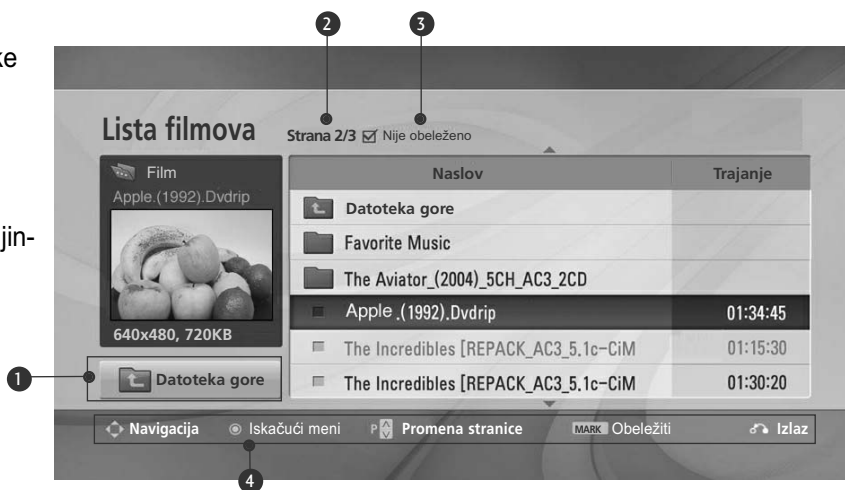 2 3
ke
Lista filmova Strana 2/3 Nije obeleženo
Film
Apple.(1992).Dvdrip
jin-
640x480, 720KB
1 Datoteka gore
Naslov Trajanje
Datoteka gore
Favorite Music
The Aviator_(2004)_5CH_AC3_2CD
Apple .(1992).Dvdrip 01:34:45
The Incredibles [REPACK_AC3_5.1c-CiM 01:15:30
The Incredibles [REPACK_AC3_5.1c-CiM 01:30:20
Navigacija Iskačući meni P Promena stranice MARK Obeležiti Izlaz
4